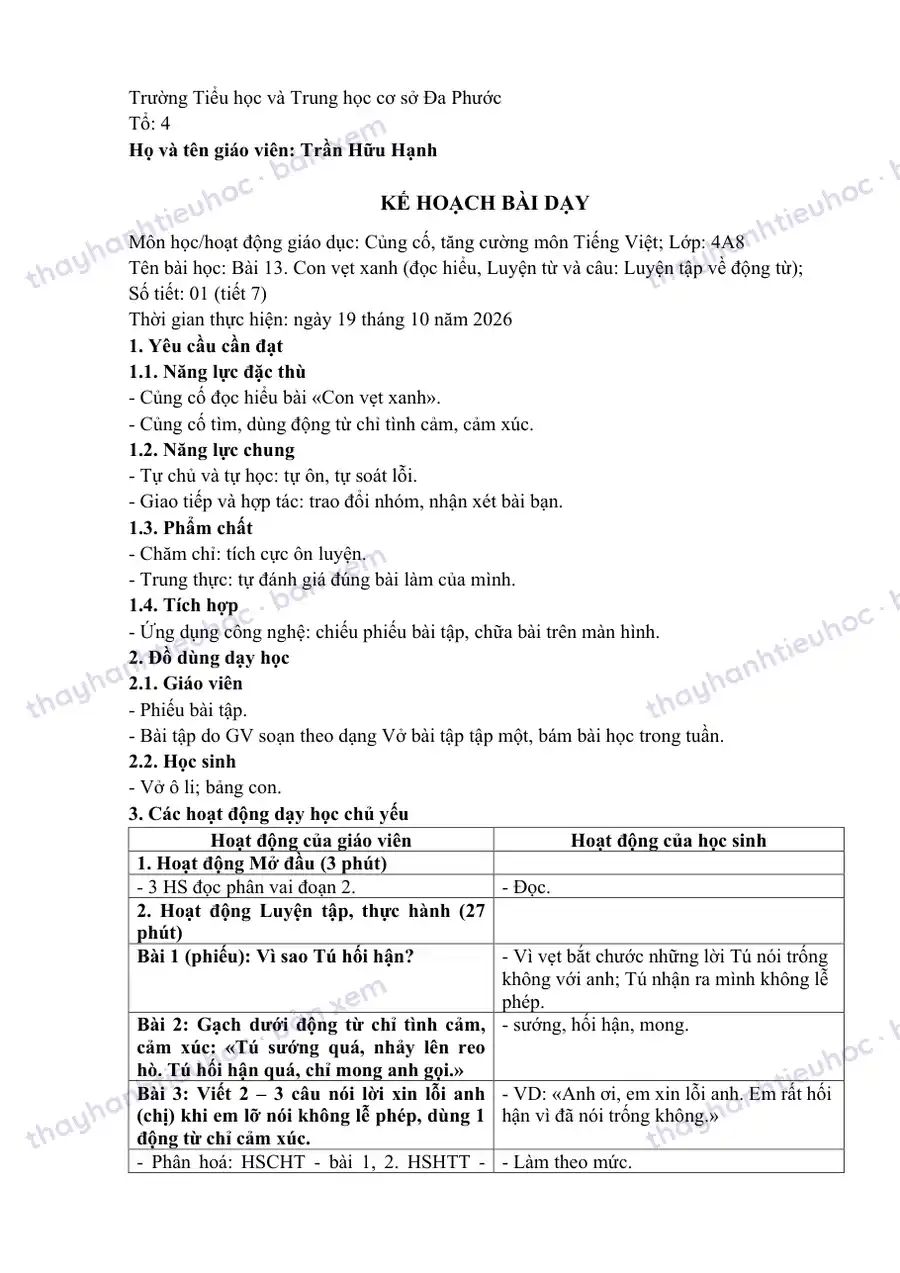 Trường Tiểu học và Trung học cơ sở Đa Phước
Tổ: 4
Họ và tên giáo viên: Trần Hữu Hạnh
KẾ HOẠCH BÀI DẠY
Môn học/hoạt động giáo dục: Củng cố, tăng cường môn Tiếng Việt; Lớp: 4A8
Tên bài học: Bài 13. Con vẹt xanh (đọc hiểu, Luyện từ và câu: Luyện tập về động từ);
Số tiết: 01 (tiết 7)
Thời gian thực hiện: ngày 19 tháng 10 năm 2026
1. Yêu cầu cần đạt
1.1. Năng lực đặc thù
- Củng cố đọc hiểu bài «Con vẹt xanh».
- Củng cố tìm, dùng động từ chỉ tình cảm, cảm xúc.
1.2. Năng lực chung
- Tự chủ và tự học: tự ôn, tự soát lỗi.
- Giao tiếp và hợp tác: trao đổi nhóm, nhận xét bài bạn.
1.3. Phẩm chất
- Chăm chỉ: tích cực ôn luyện.
- Trung thực: tự đánh giá đúng bài làm của mình.
1.4. Tích hợp
- Ứng dụng công nghệ: chiếu phiếu bài tập, chữa bài trên màn hình.
2. Đồ dùng dạy học
2.1. Giáo viên
- Phiếu bài tập.
- Bài tập do GV soạn theo dạng Vở bài tập tập một, bám bài học trong tuần.
2.2. Học sinh
- Vở ô li; bảng con.
3. Các hoạt động dạy học chủ yếu
Hoạt động của giáo viên
Hoạt động của học sinh
1. Hoạt động Mở đầu (3 phút)
- 3 HS đọc phân vai đoạn 2.
- Đọc.
2. Hoạt động Luyện tập, thực hành (27
phút)
Bài 1 (phiếu): Vì sao Tú hối hận?
- Vì vẹt bắt chước những lời Tú nói trống
không với anh; Tú nhận ra mình không lễ
phép.
Bài 2: Gạch dưới động từ chỉ tình cảm,
cảm xúc: «Tú sướng quá, nhảy lên reo
hò. Tú hối hận quá, chỉ mong anh gọi.»
- sướng, hối hận, mong.
Bài 3: Viết 2 – 3 câu nói lời xin lỗi anh
(chị) khi em lỡ nói không lễ phép, dùng 1
động từ chỉ cảm xúc.
- VD: «Anh ơi, em xin lỗi anh. Em rất hối
hận vì đã nói trống không.»
- Phân hoá: HSCHT - bài 1, 2. HSHTT -
- Làm theo mức.
thayhanhtieuhoc · bản xem
thayhanhtieuhoc · b
thayhanhtieuhoc · bản xem
thayhanhtieuhoc · b
thayhanhtieuhoc · bản xem
thayhanhtieuhoc · b